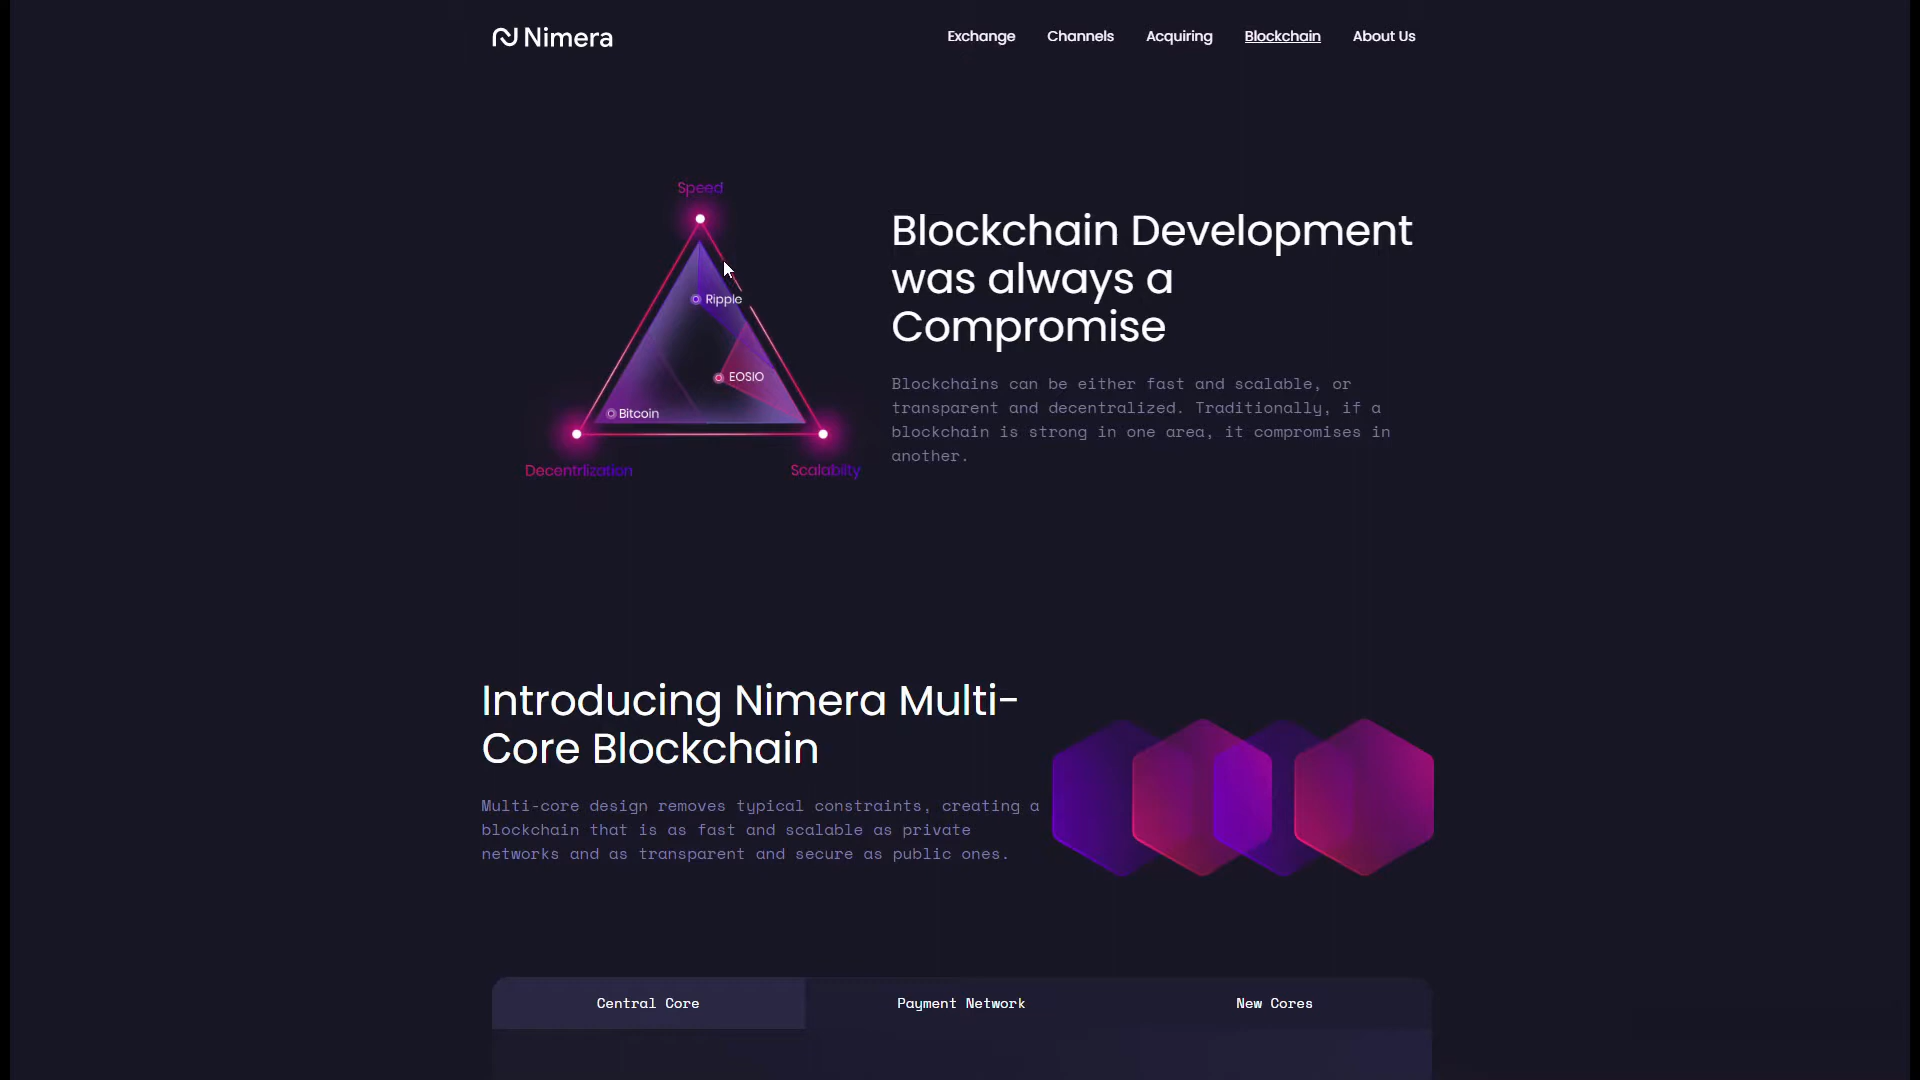 Nimera
Exchange
Channels
Acquiring
Blockchain
About Us
Speed
Ripple
EOSIO
Bitcoin
Decentrlization
Scalabilty
Blockchain Development
was always a
Compromise
Blockchains can be either fast and scalable, or
transparent and decentralized. Traditionally, if a
blockchain is strong in one area, it compromises in
another.
Introducing Nimera Multi-
Core Blockchain
Multi-core design removes typical constraints, creating a
blockchain that is as fast and scalable as private
networks and as transparent and secure as public ones.
Central Core
Payment Network
New Cores